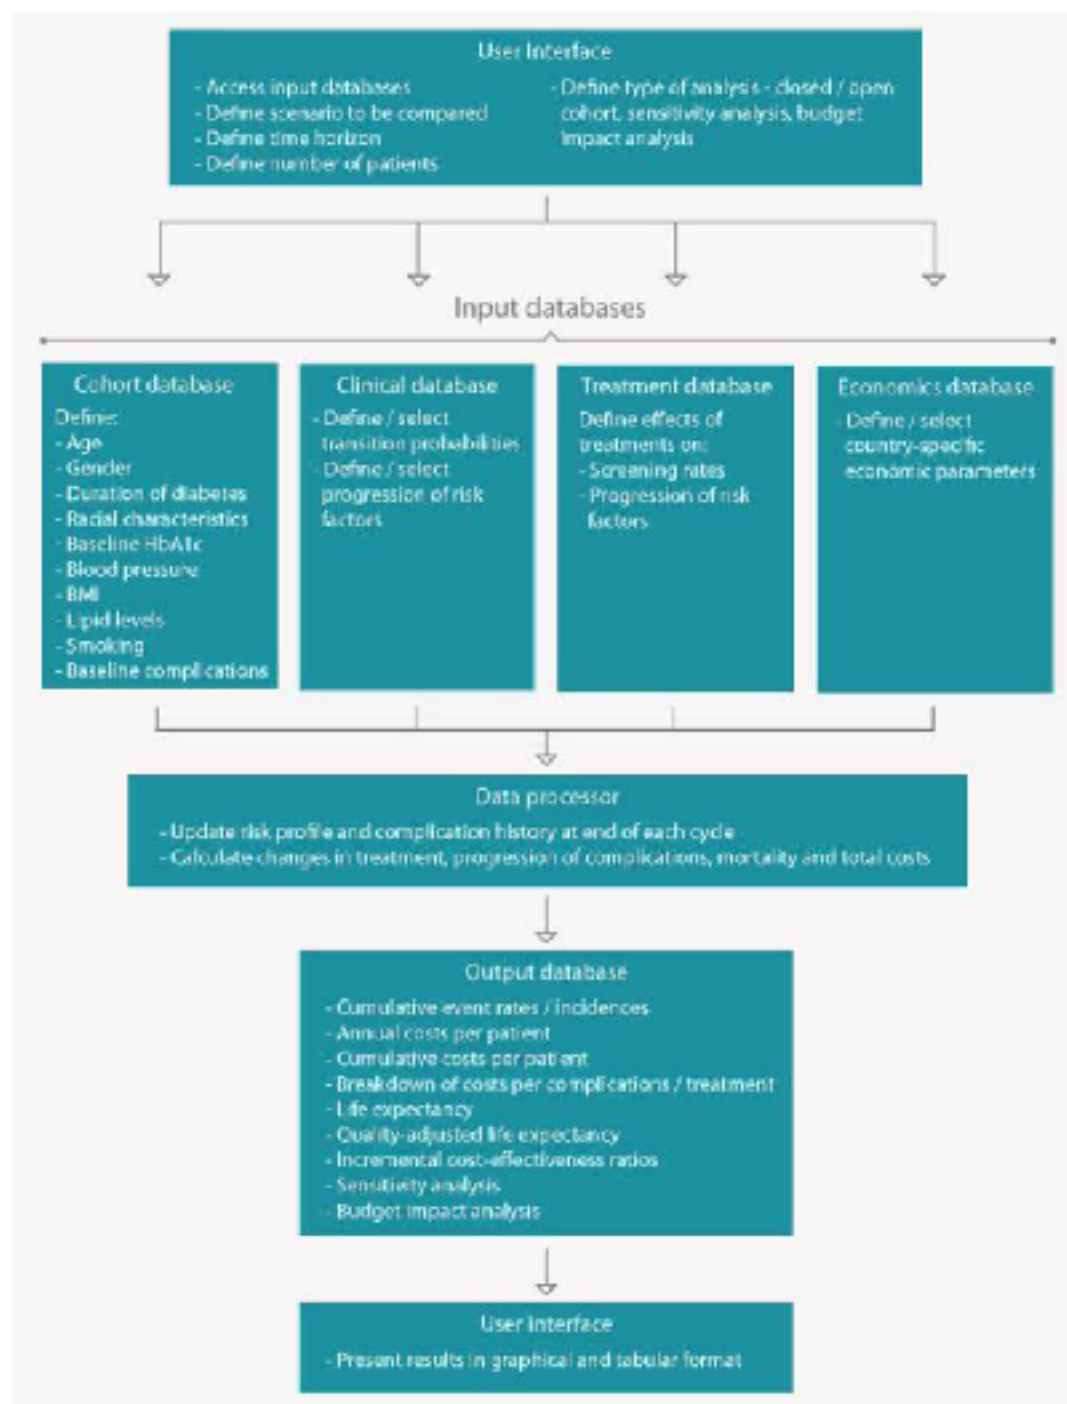 User Interface
- Access input databases
- Define scenario to be compared
- Define time horizon
- Define number of patients
- Define type of analysis - closed / open
cohort, sensitivity analysis, budget
impact analysis
Input databases
Cohort database
Define:
- Age
- Gender
- Duration of diabetes
- Racial characteristics
- Baseline HbA1c
- Blood pressure
- BMI
- Lipid levels
- Smoking
- Baseline complications
Clinical database
- Define / select
transition probabilities
- Define / select
progression of risk
factors
Treatment database
Define effects of
treatments on:
- Screening rates
- Progression of risk
factors
Economics database
- Define / select
country-specific
economic parameters
Data processor
- Update risk profile and complication history at end of each cycle
- Calculate changes in treatment, progression of complications, mortality and total costs
Output database
- Cumulative event rates / incidences
- Annual costs per patient
- Cumulative costs per patient
- Breakdown of costs per complications / treatment
- Life expectancy
- Quality-adjusted life expectancy
- Incremental cost-effectiveness ratios
- Sensitivity analysis
- Budget impact analysis
User interface
- Present results in graphical and tabular format